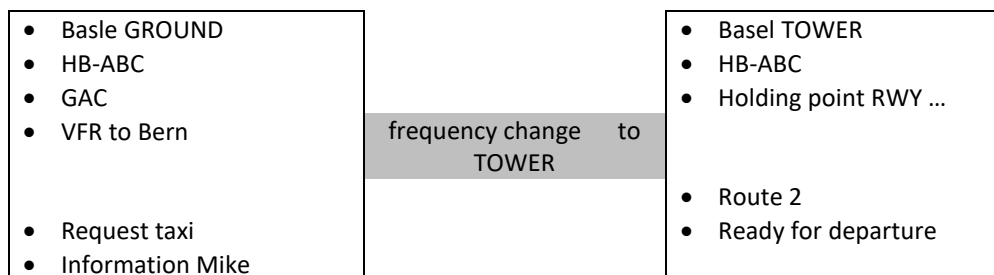 • Basle GROUND
• HB-ABC
• GAC
• VFR to Bern
• Request taxi
• Information Mike
frequency change to
TOWER
• Basel TOWER
• HB-ABC
• Holding point RWY …
• Route 2
• Ready for departure